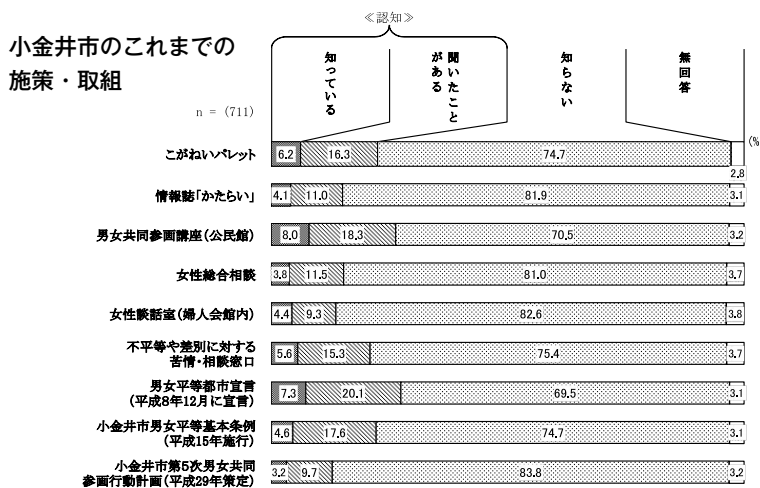 小金井市のこれまでの
施策・取組
≪認知≫
知っている
聞いたこと
がある
知らない
無回答
n = (711)
(%
こがねいパレット 6.2 16.3 74.7 2.8
情報誌「かたらい」 4.1 11.0 81.9 3.1
男女共同参画講座(公民館) 8.0 18.3 70.5 3.2
女性総合相談 3.8 11.5 81.0 3.7
女性談話室(婦人会館内) 4.4 9.3 82.6 3.8
不平等や差別に対する
苦情・相談窓口 5.6 15.3 75.4 3.7
男女平等都市宣言
(平成8年12月に宣言) 7.3 20.1 69.5 3.1
小金井市男女平等基本条例
(平成15年施行) 4.6 17.6 74.7 3.1
小金井市第5次男女共同
参画行動計画(平成29年策定) 3.2 9.7 83.8 3.2